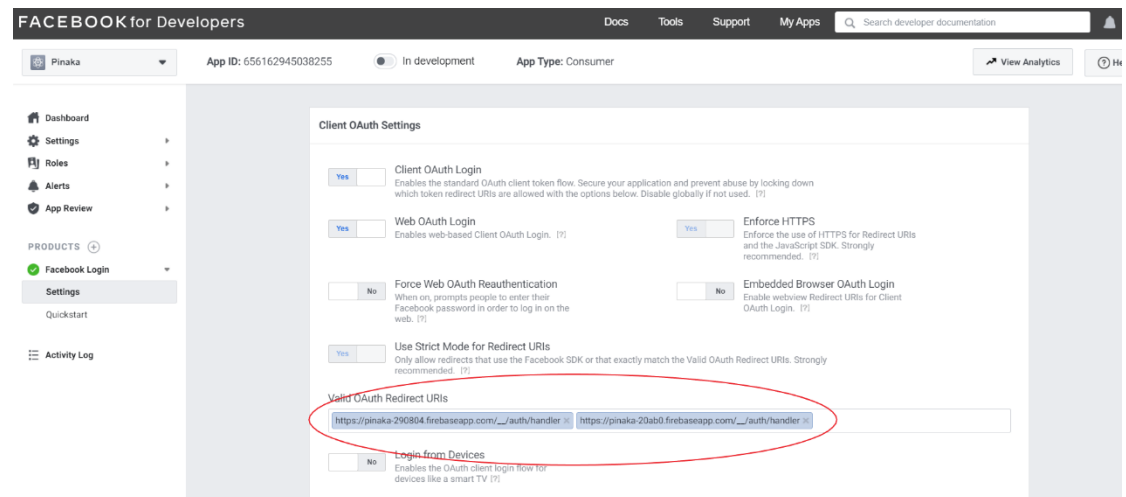 FACEBOOK for Developers
Docs Tools Support My Apps Search developer documentation
Pinaka App ID: 656162945038255 In development App Type: Consumer View Analytics
Dashboard
Settings
Roles
Alerts
App Review
PRODUCTS
Facebook Login
Settings
Quickstart
Activity Log
Client OAuth Settings
Yes
Client OAuth Login
Enables the standard OAuth client token flow. Secure your application and prevent abuse by locking down
which token redirect URIs are allowed with the options below. Disable globally if not used. [?]
Yes
Web OAuth Login
Enables web-based Client OAuth Login. [?]
Yes
Enforce HTTPS
Enforce the use of HTTPS for Redirect URIs
and the JavaScript SDK. Strongly
recommended. [?]
No
Force Web OAuth Reauthentication
When on, prompts people to enter their
Facebook password in order to log in on the
web. [?]
No
Embedded Browser OAuth Login
Enable webview Redirect URIs for Client
OAuth Login. [?]
Yes
Use Strict Mode for Redirect URIs
Only allow redirects that use the Facebook SDK or that exactly match the Valid OAuth Redirect URIs. Strongly
recommended. [?]
Valid OAuth Redirect URIs
https://pinaka-290804.firebaseapp.com/__/auth/handler https://pinaka-20ab0.firebaseapp.com/__/auth/handler
No
Login from Devices
Enables the OAuth client login flow for
devices like a smart TV [?]